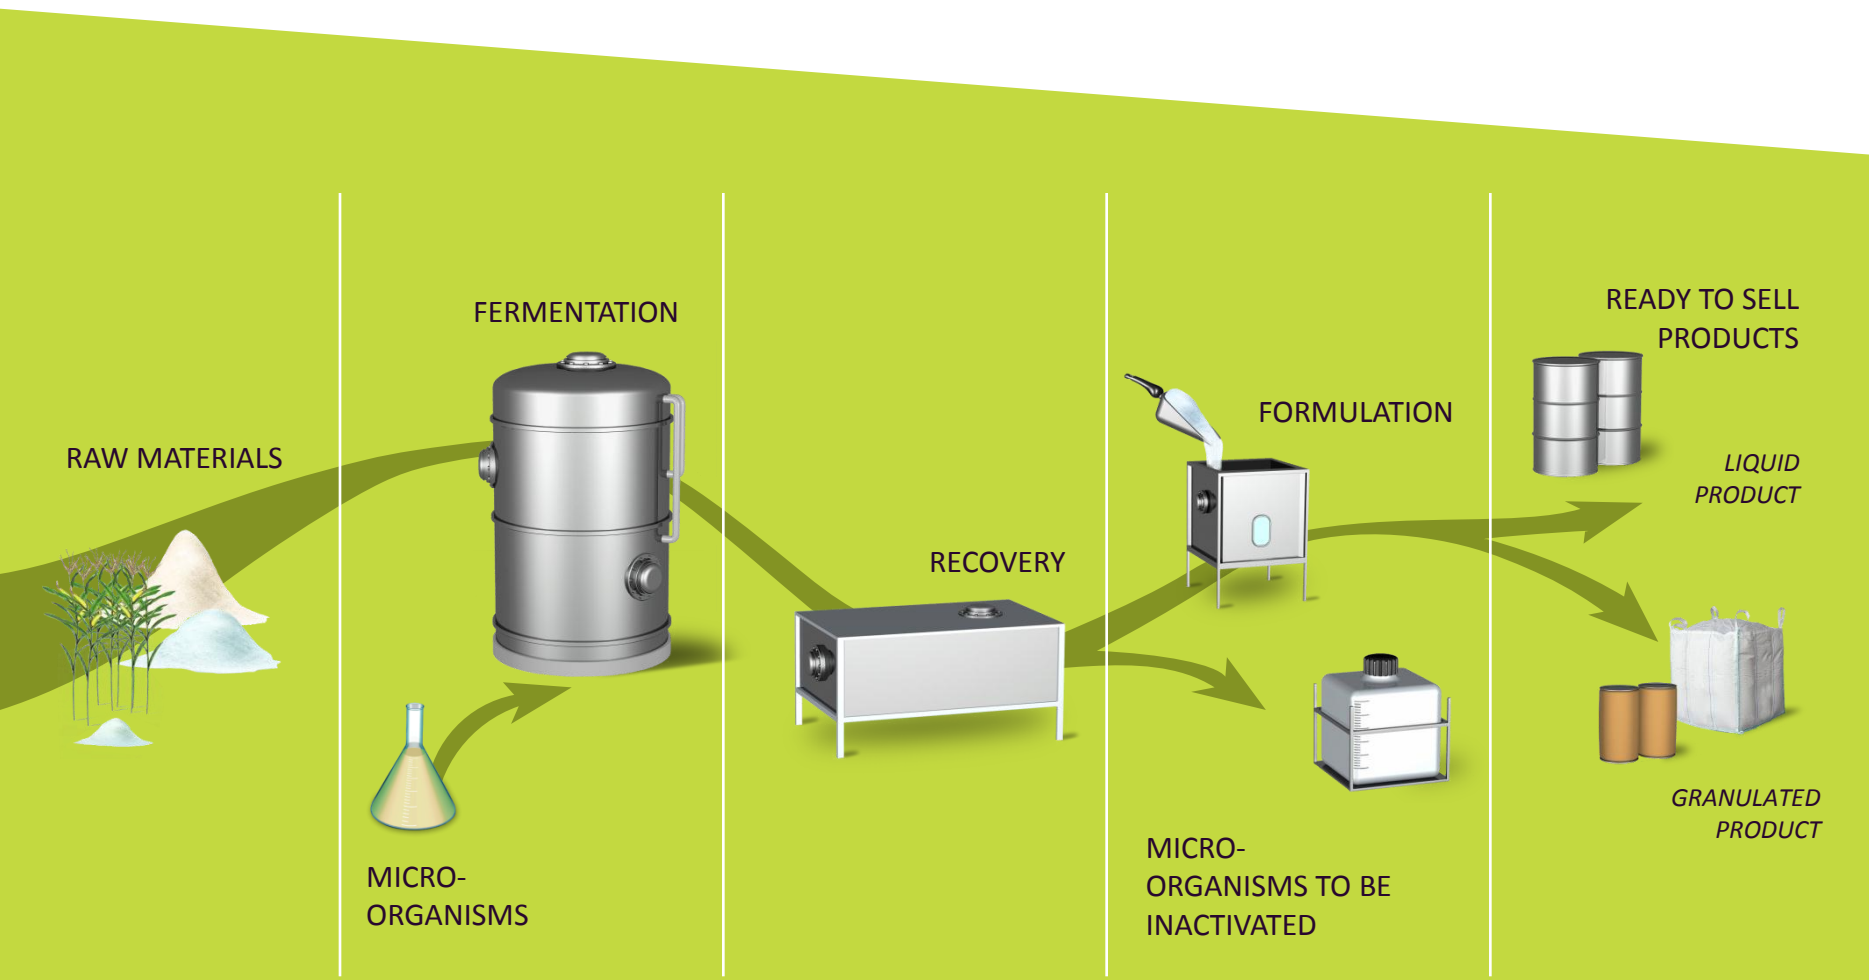 RAW MATERIALS
FERMENTATION
MICRO-
ORGANISMS
RECOVERY
FORMULATION
MICRO-
ORGANISMS TO BE
INACTIVATED
READY TO SELL
PRODUCTS
LIQUID
PRODUCT
GRANULATED
PRODUCT